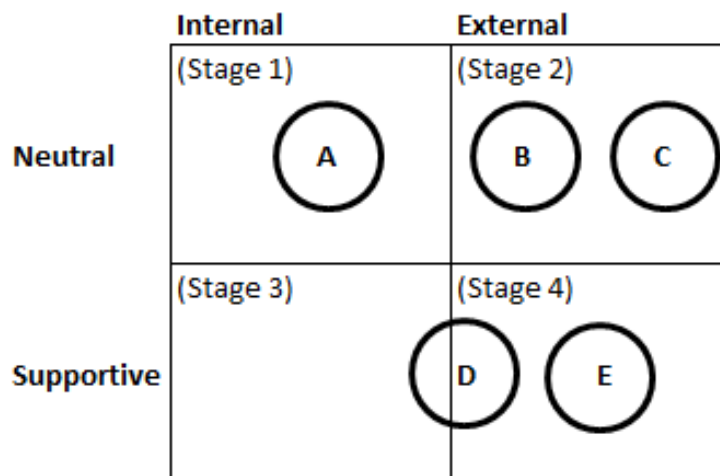 Internal External
(Stage 1) (Stage 2)
Neutral A B C
(Stage 3) (Stage 4)
Supportive D E